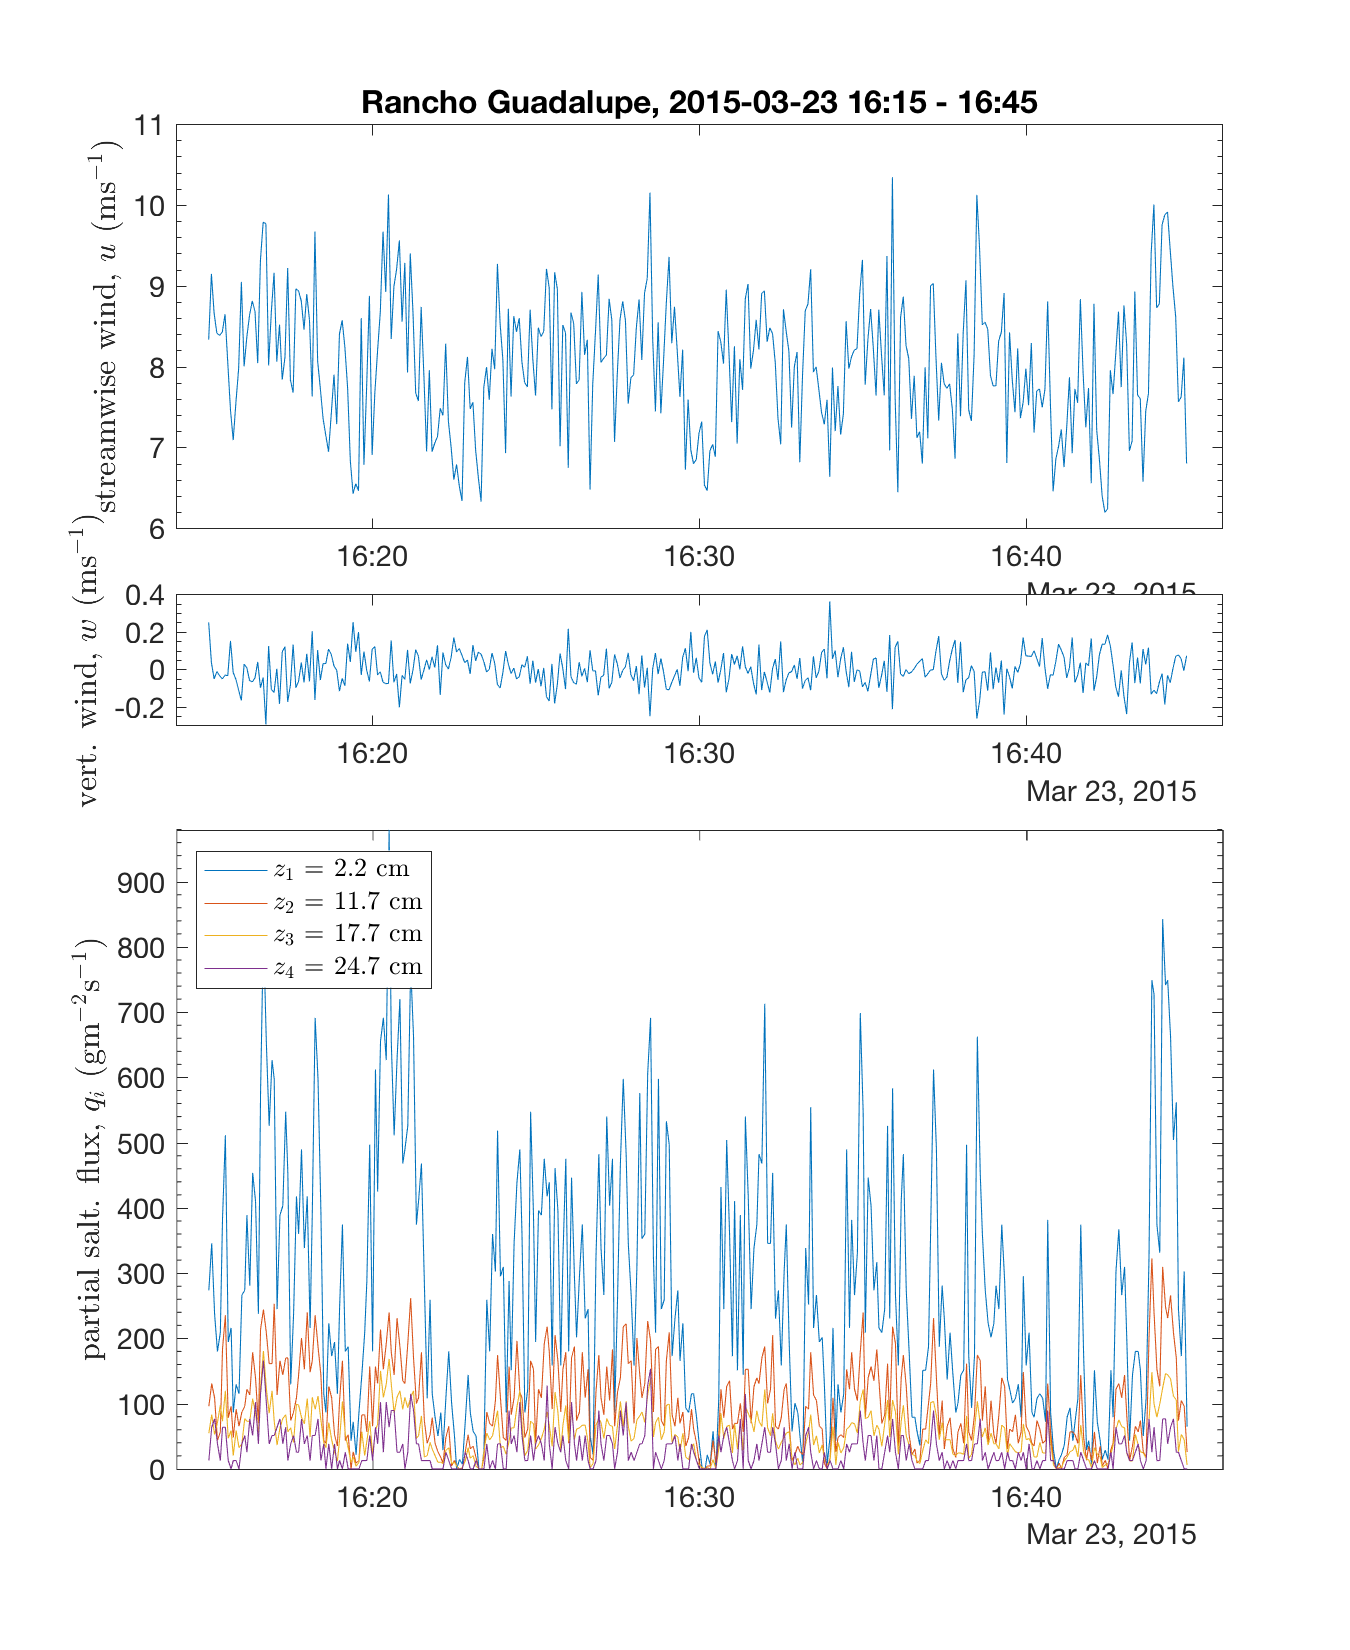 Rancho Guadalupe, 2015-03-23 16:15 - 16:45
streamwise wind, u (ms⁻¹)
11
10
9
8
7
6
16:20 16:30 16:40
Mar 23, 2015
vert. wind, w (ms⁻¹)
0.4
0.2
0
-0.2
16:20 16:30 16:40
Mar 23, 2015
partial salt. flux, qᵢ (gm⁻²s⁻¹)
z₁ = 2.2 cm
z₂ = 11.7 cm
z₃ = 17.7 cm
z₄ = 24.7 cm
900
800
700
600
500
400
300
200
100
0
16:20 16:30 16:40
Mar 23, 2015